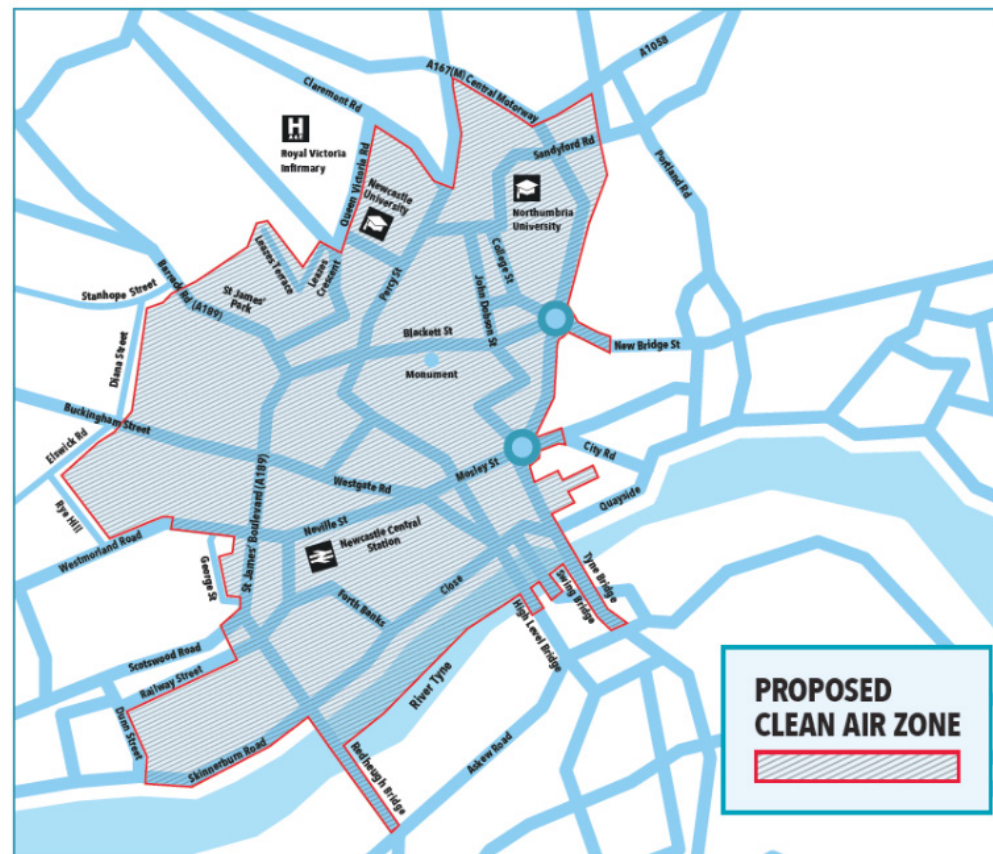 A1058
A167(M) Central Motorway
Claremont Rd
H
A&E
Royal Victoria
Infirmary
Queen Victoria Rd
Newcastle
University
Sandyford Rd
Portland Rd
Northumbria
University
Leazes Terrace
Leazes
Crescent
Percy St
College St
John Dobson St
Stanhope Street
Barrack Rd (A189)
St James'
Park
Blackett St
Monument
New Bridge St
Diana Street
Buckingham Street
Elswick Rd
Rye Hill
Westgate Rd
Mosley St
City Rd
Quayside
Westmorland Road
St James' Boulevard (A189)
Neville St
Newcastle Central
Station
George St
Forth Banks
Close
Swing Bridge
Tyne Bridge
High Level Bridge
Scotswood Road
Railway Street
Dunn Street
River Tyne
Skinnerburn Road
Redheugh Bridge
Askew Road
PROPOSED
CLEAN AIR ZONE